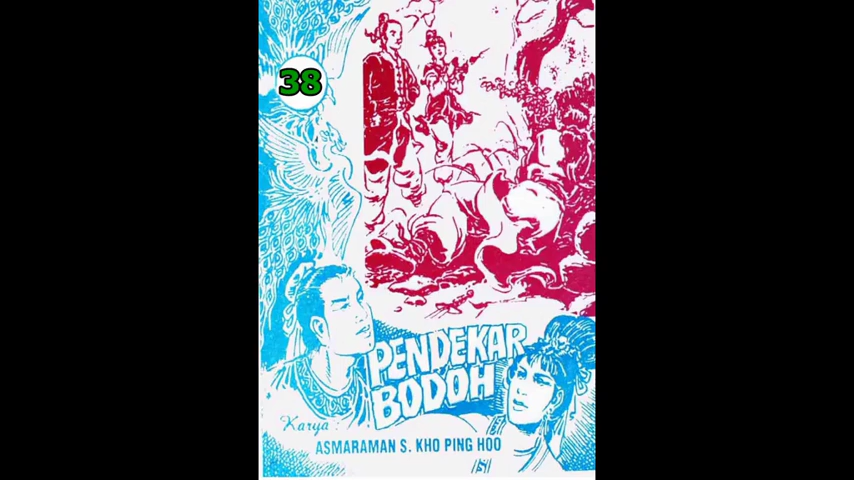 38
PENDEKAR
BODOH
Karya :
ASMARAMAN S. KHO PING HOO